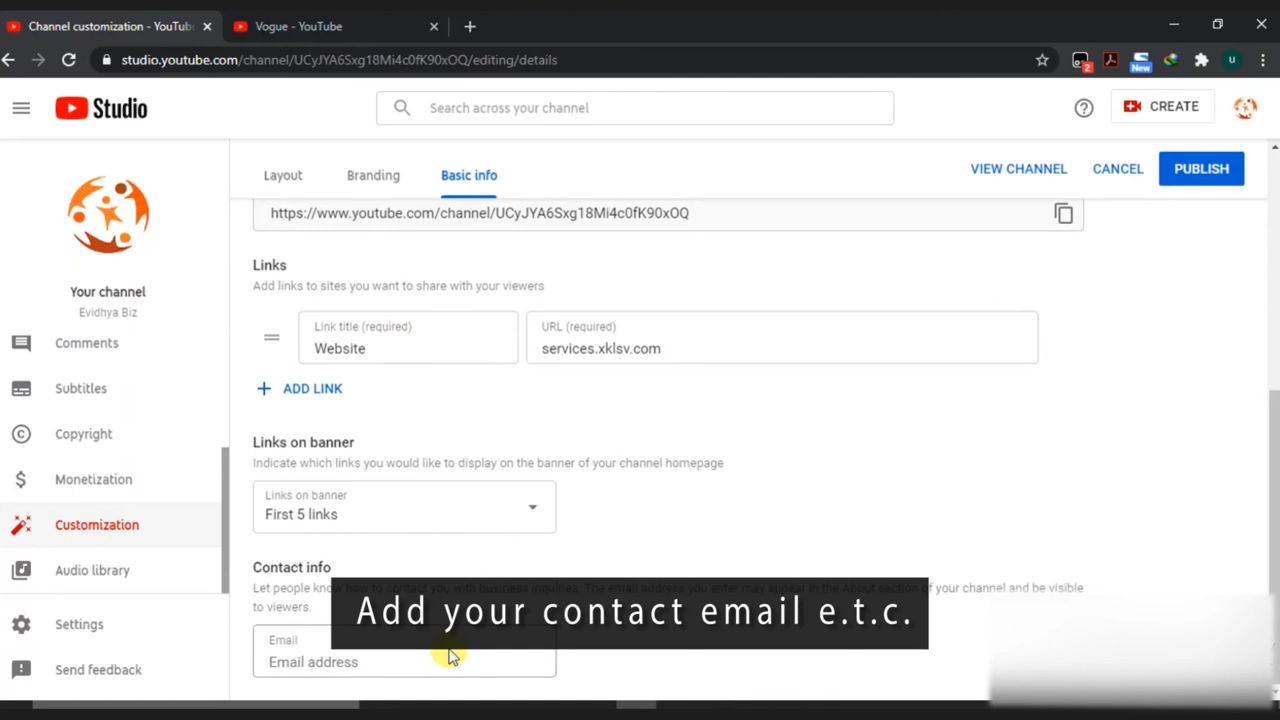 Channel customization - YouTub
Vogue - YouTube
studio.youtube.com/channel/UCyJYA6Sxg18Mi4c0fK90xOQ/editing/details
2
New
u
Studio
Search across your channel
CREATE
Layout
Branding
Basic info
VIEW CHANNEL
CANCEL
PUBLISH
https://www.youtube.com/channel/UCyJYA6Sxg18Mi4c0fK90xOQ
Your channel
Evidhya Biz
Comments
Subtitles
Copyright
Monetization
Customization
Audio library
Settings
Send feedback
Links
Add links to sites you want to share with your viewers
Link title (required)
Website
URL (required)
services.xklsv.com
ADD LINK
Links on banner
Indicate which links you would like to display on the banner of your channel homepage
Links on banner
First 5 links
Contact info
Let people know how to contact you with business inquiries. The email address you enter may appear in the About section of your channel and be visible
to viewers.
Add your contact email e.t.c.
Email
Email address